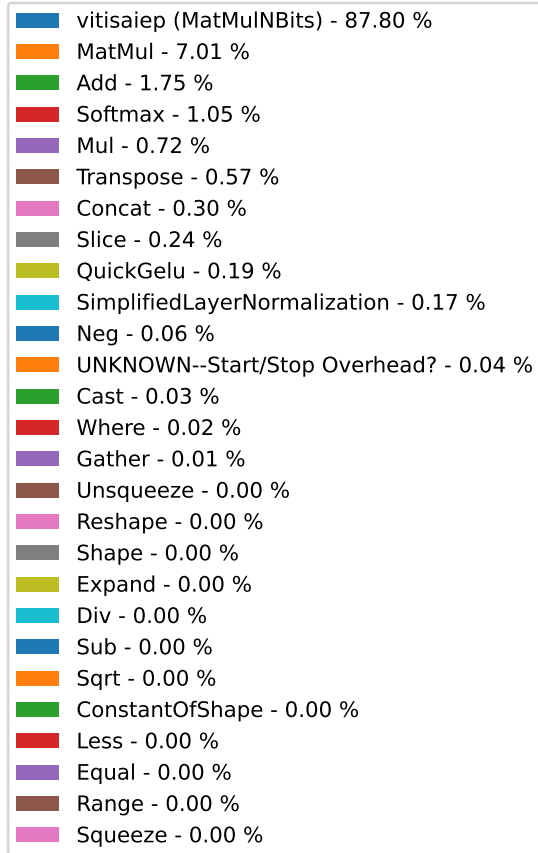 vitisaiep (MatMulNBits) - 87.80 %
MatMul - 7.01 %
Add - 1.75 %
Softmax - 1.05 %
Mul - 0.72 %
Transpose - 0.57 %
Concat - 0.30 %
Slice - 0.24 %
QuickGelu - 0.19 %
SimplifiedLayerNormalization - 0.17 %
Neg - 0.06 %
UNKNOWN--Start/Stop Overhead? - 0.04 %
Cast - 0.03 %
Where - 0.02 %
Gather - 0.01 %
Unsqueeze - 0.00 %
Reshape - 0.00 %
Shape - 0.00 %
Expand - 0.00 %
Div - 0.00 %
Sub - 0.00 %
Sqrt - 0.00 %
ConstantOfShape - 0.00 %
Less - 0.00 %
Equal - 0.00 %
Range - 0.00 %
Squeeze - 0.00 %